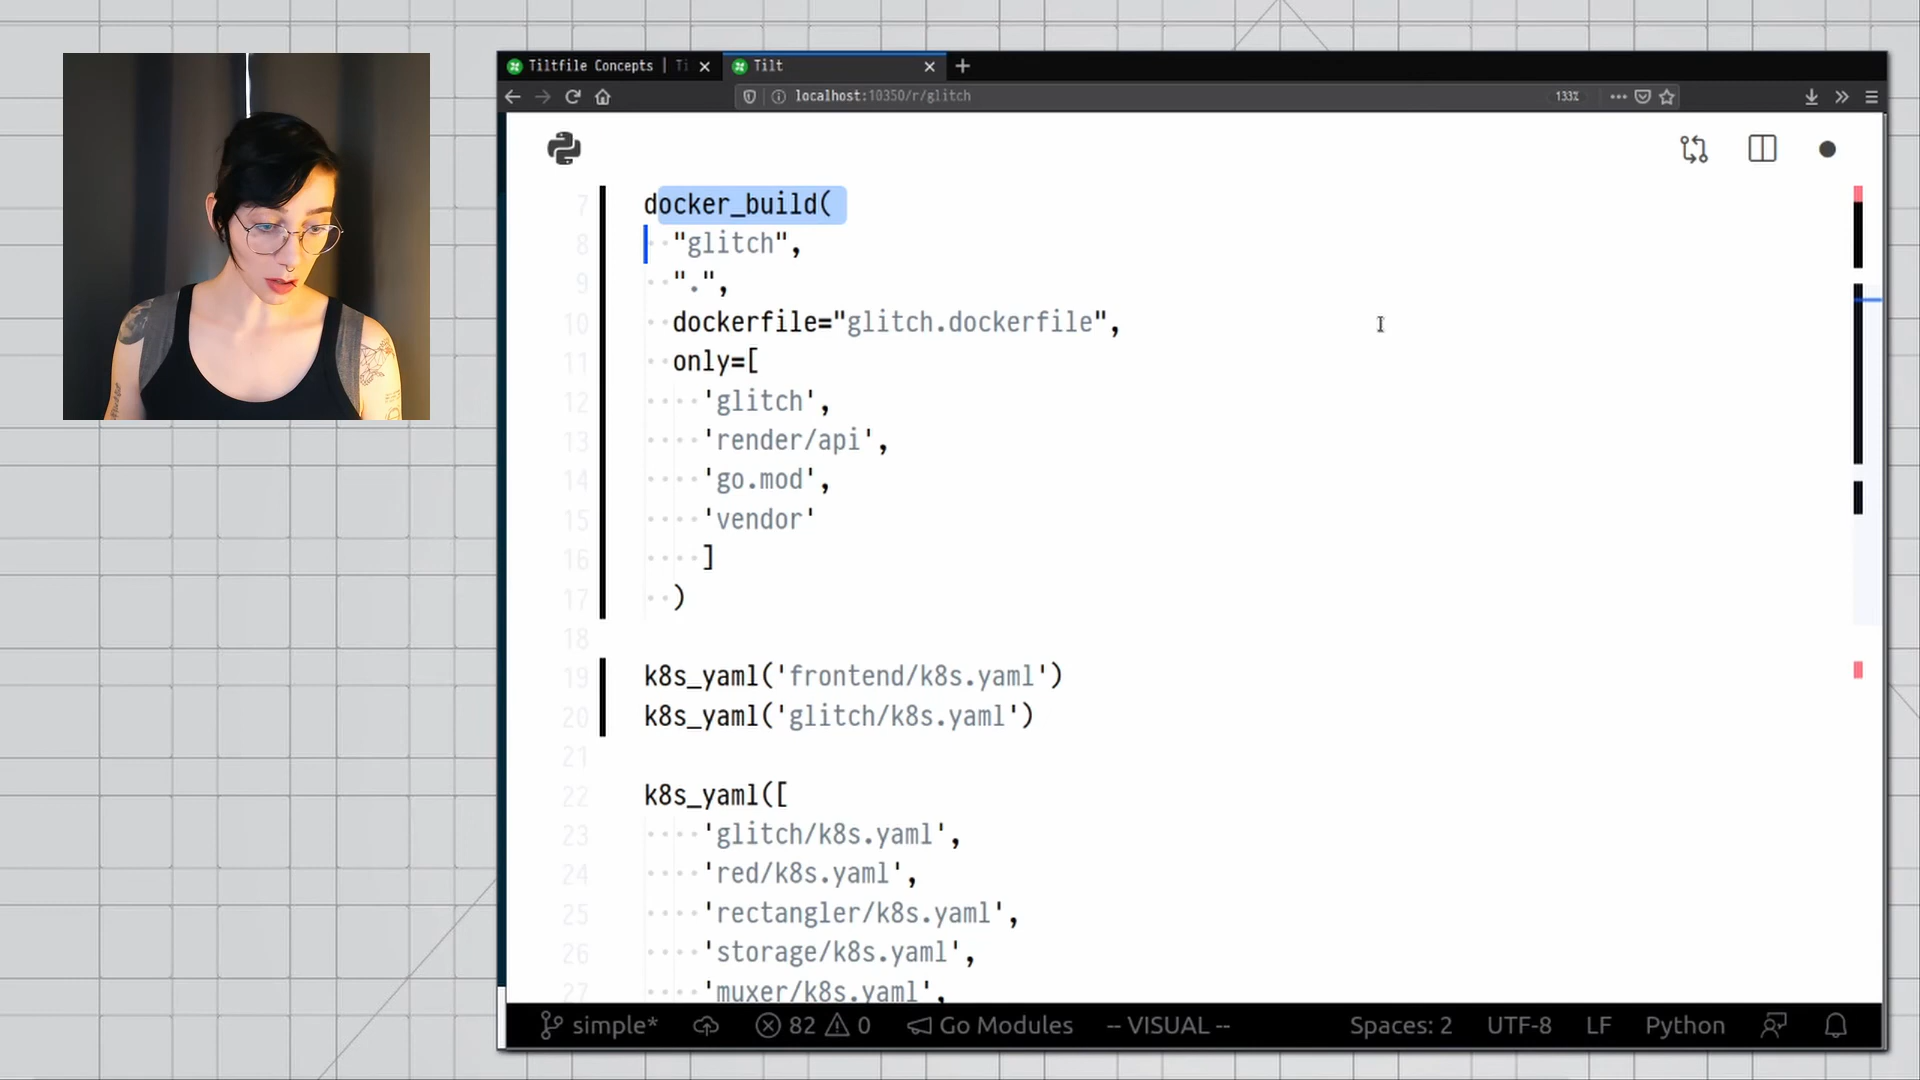 Tiltfile Concepts | Ti
Tilt
localhost:10350/r/glitch
133%
7 docker_build(
8 "glitch",
9 ".",
10 dockerfile="glitch.dockerfile",
11 only=[
12 'glitch',
13 'render/api',
14 'go.mod',
15 'vendor'
16 ]
17 )
18
19 k8s_yaml('frontend/k8s.yaml')
20 k8s_yaml('glitch/k8s.yaml')
21
22 k8s_yaml([
23 'glitch/k8s.yaml',
24 'red/k8s.yaml',
25 'rectangler/k8s.yaml',
26 'storage/k8s.yaml',
27 'muxer/k8s.yaml',
simple* 82 0 Go Modules -- VISUAL -- Spaces: 2 UTF-8 LF Python